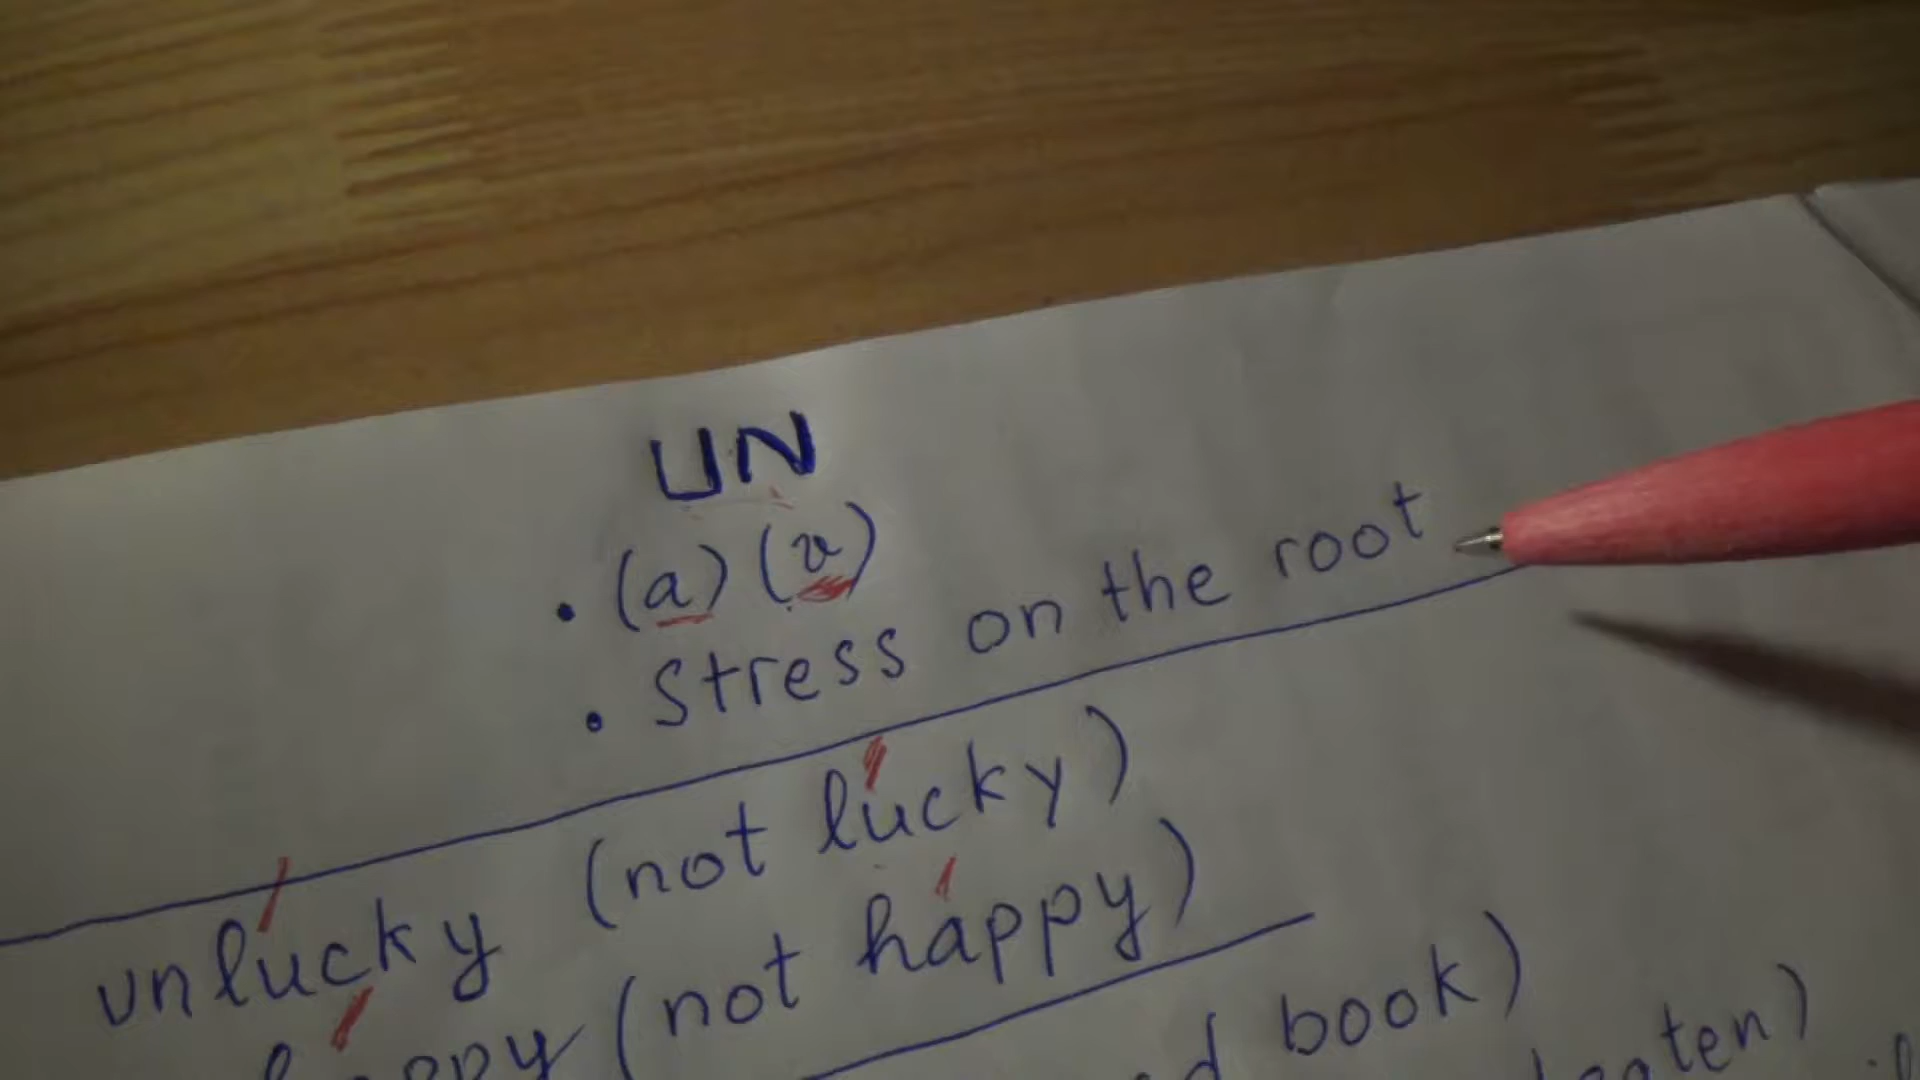 UN
• (a) (v)
• Stress on the root
unlucky (not lucky)
(not happy)
book)